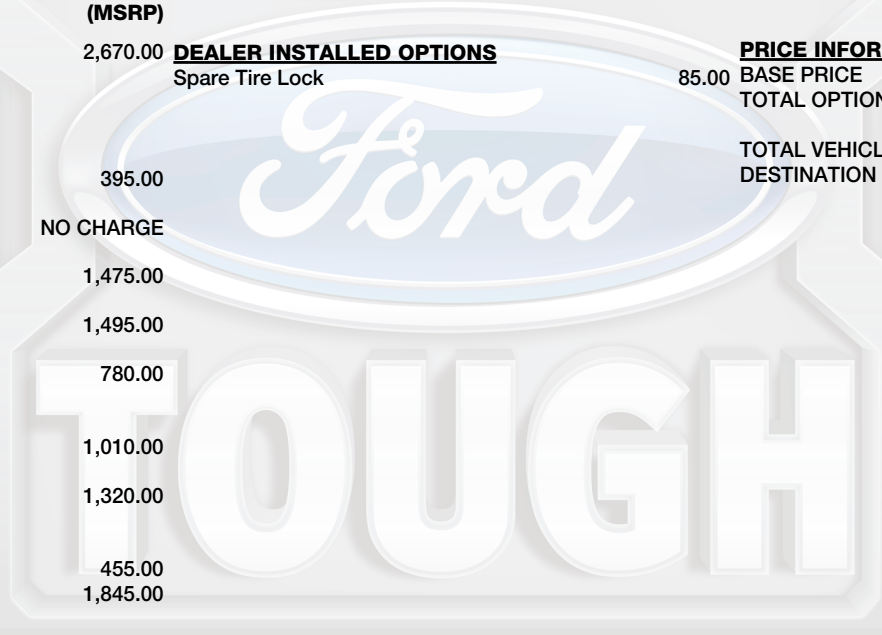 (MSRP)
2,670.00
395.00
NO CHARGE
1,475.00
1,495.00
780.00
1,010.00
1,320.00
455.00
1,845.00
DEALER INSTALLED OPTIONS
Spare Tire Lock 85.00
PRICE INFOR
BASE PRICE
TOTAL OPTION
TOTAL VEHICL
DESTINATION
Ford
TOUGH